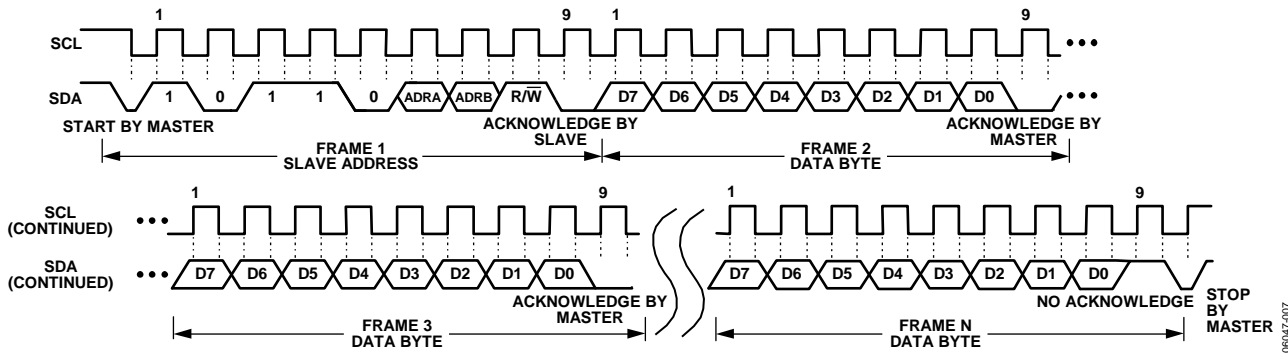 1 9 1 9
SCL
SDA 1 0 1 1 0 ADRA ADRB R/W̅ D7 D6 D5 D4 D3 D2 D1 D0
START BY MASTER
ACKNOWLEDGE BY
SLAVE
ACKNOWLEDGE BY
MASTER
FRAME 1
SLAVE ADDRESS
FRAME 2
DATA BYTE
1 9 1 9
SCL
(CONTINUED)
SDA
(CONTINUED)
D7 D6 D5 D4 D3 D2 D1 D0 D7 D6 D5 D4 D3 D2 D1 D0
ACKNOWLEDGE BY
MASTER
NO ACKNOWLEDGE
STOP
BY
MASTER
FRAME 3
DATA BYTE
FRAME N
DATA BYTE
06047-007